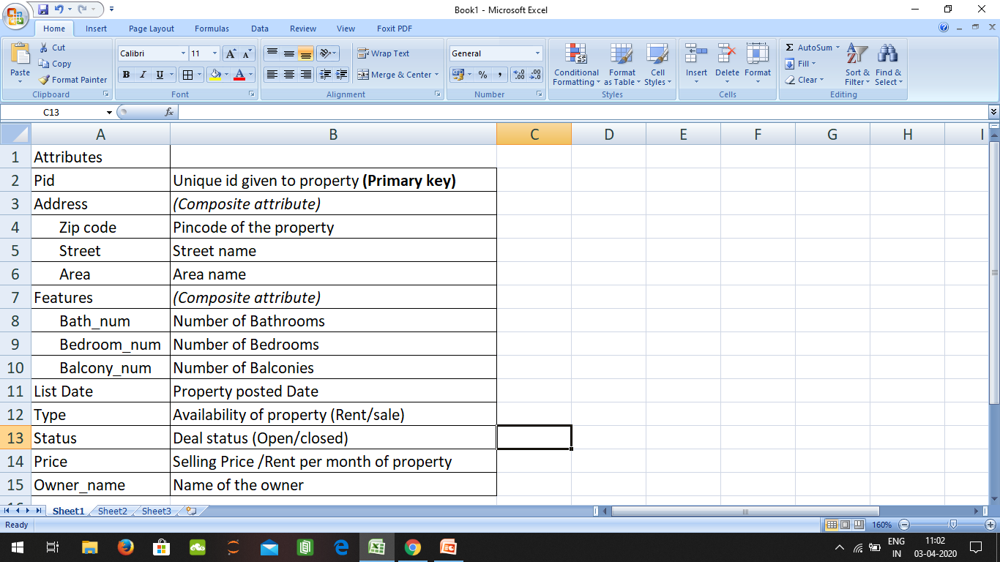 Book1 - Microsoft Excel
Home Insert Page Layout Formulas Data Review View Foxit PDF
Paste
Cut
Copy
Format Painter
Clipboard
Calibri 11
B I U
Font
Wrap Text
Merge & Center
Alignment
General
Number
Conditional Formatting
Format as Table
Cell Styles
Styles
Insert Delete Format
Cells
AutoSum
Fill
Clear
Sort & Filter
Find & Select
Editing
C13 fx
A B C D E F G H I
1 Attributes
2 Pid Unique id given to property (Primary key)
3 Address (Composite attribute)
4 Zip code Pincode of the property
5 Street Street name
6 Area Area name
7 Features (Composite attribute)
8 Bath_num Number of Bathrooms
9 Bedroom_num Number of Bedrooms
10 Balcony_num Number of Balconies
11 List Date Property posted Date
12 Type Availability of property (Rent/sale)
13 Status Deal status (Open/closed)
14 Price Selling Price /Rent per month of property
15 Owner_name Name of the owner
Sheet1 Sheet2 Sheet3
Ready 160%
ENG 11:02
IN 03-04-2020